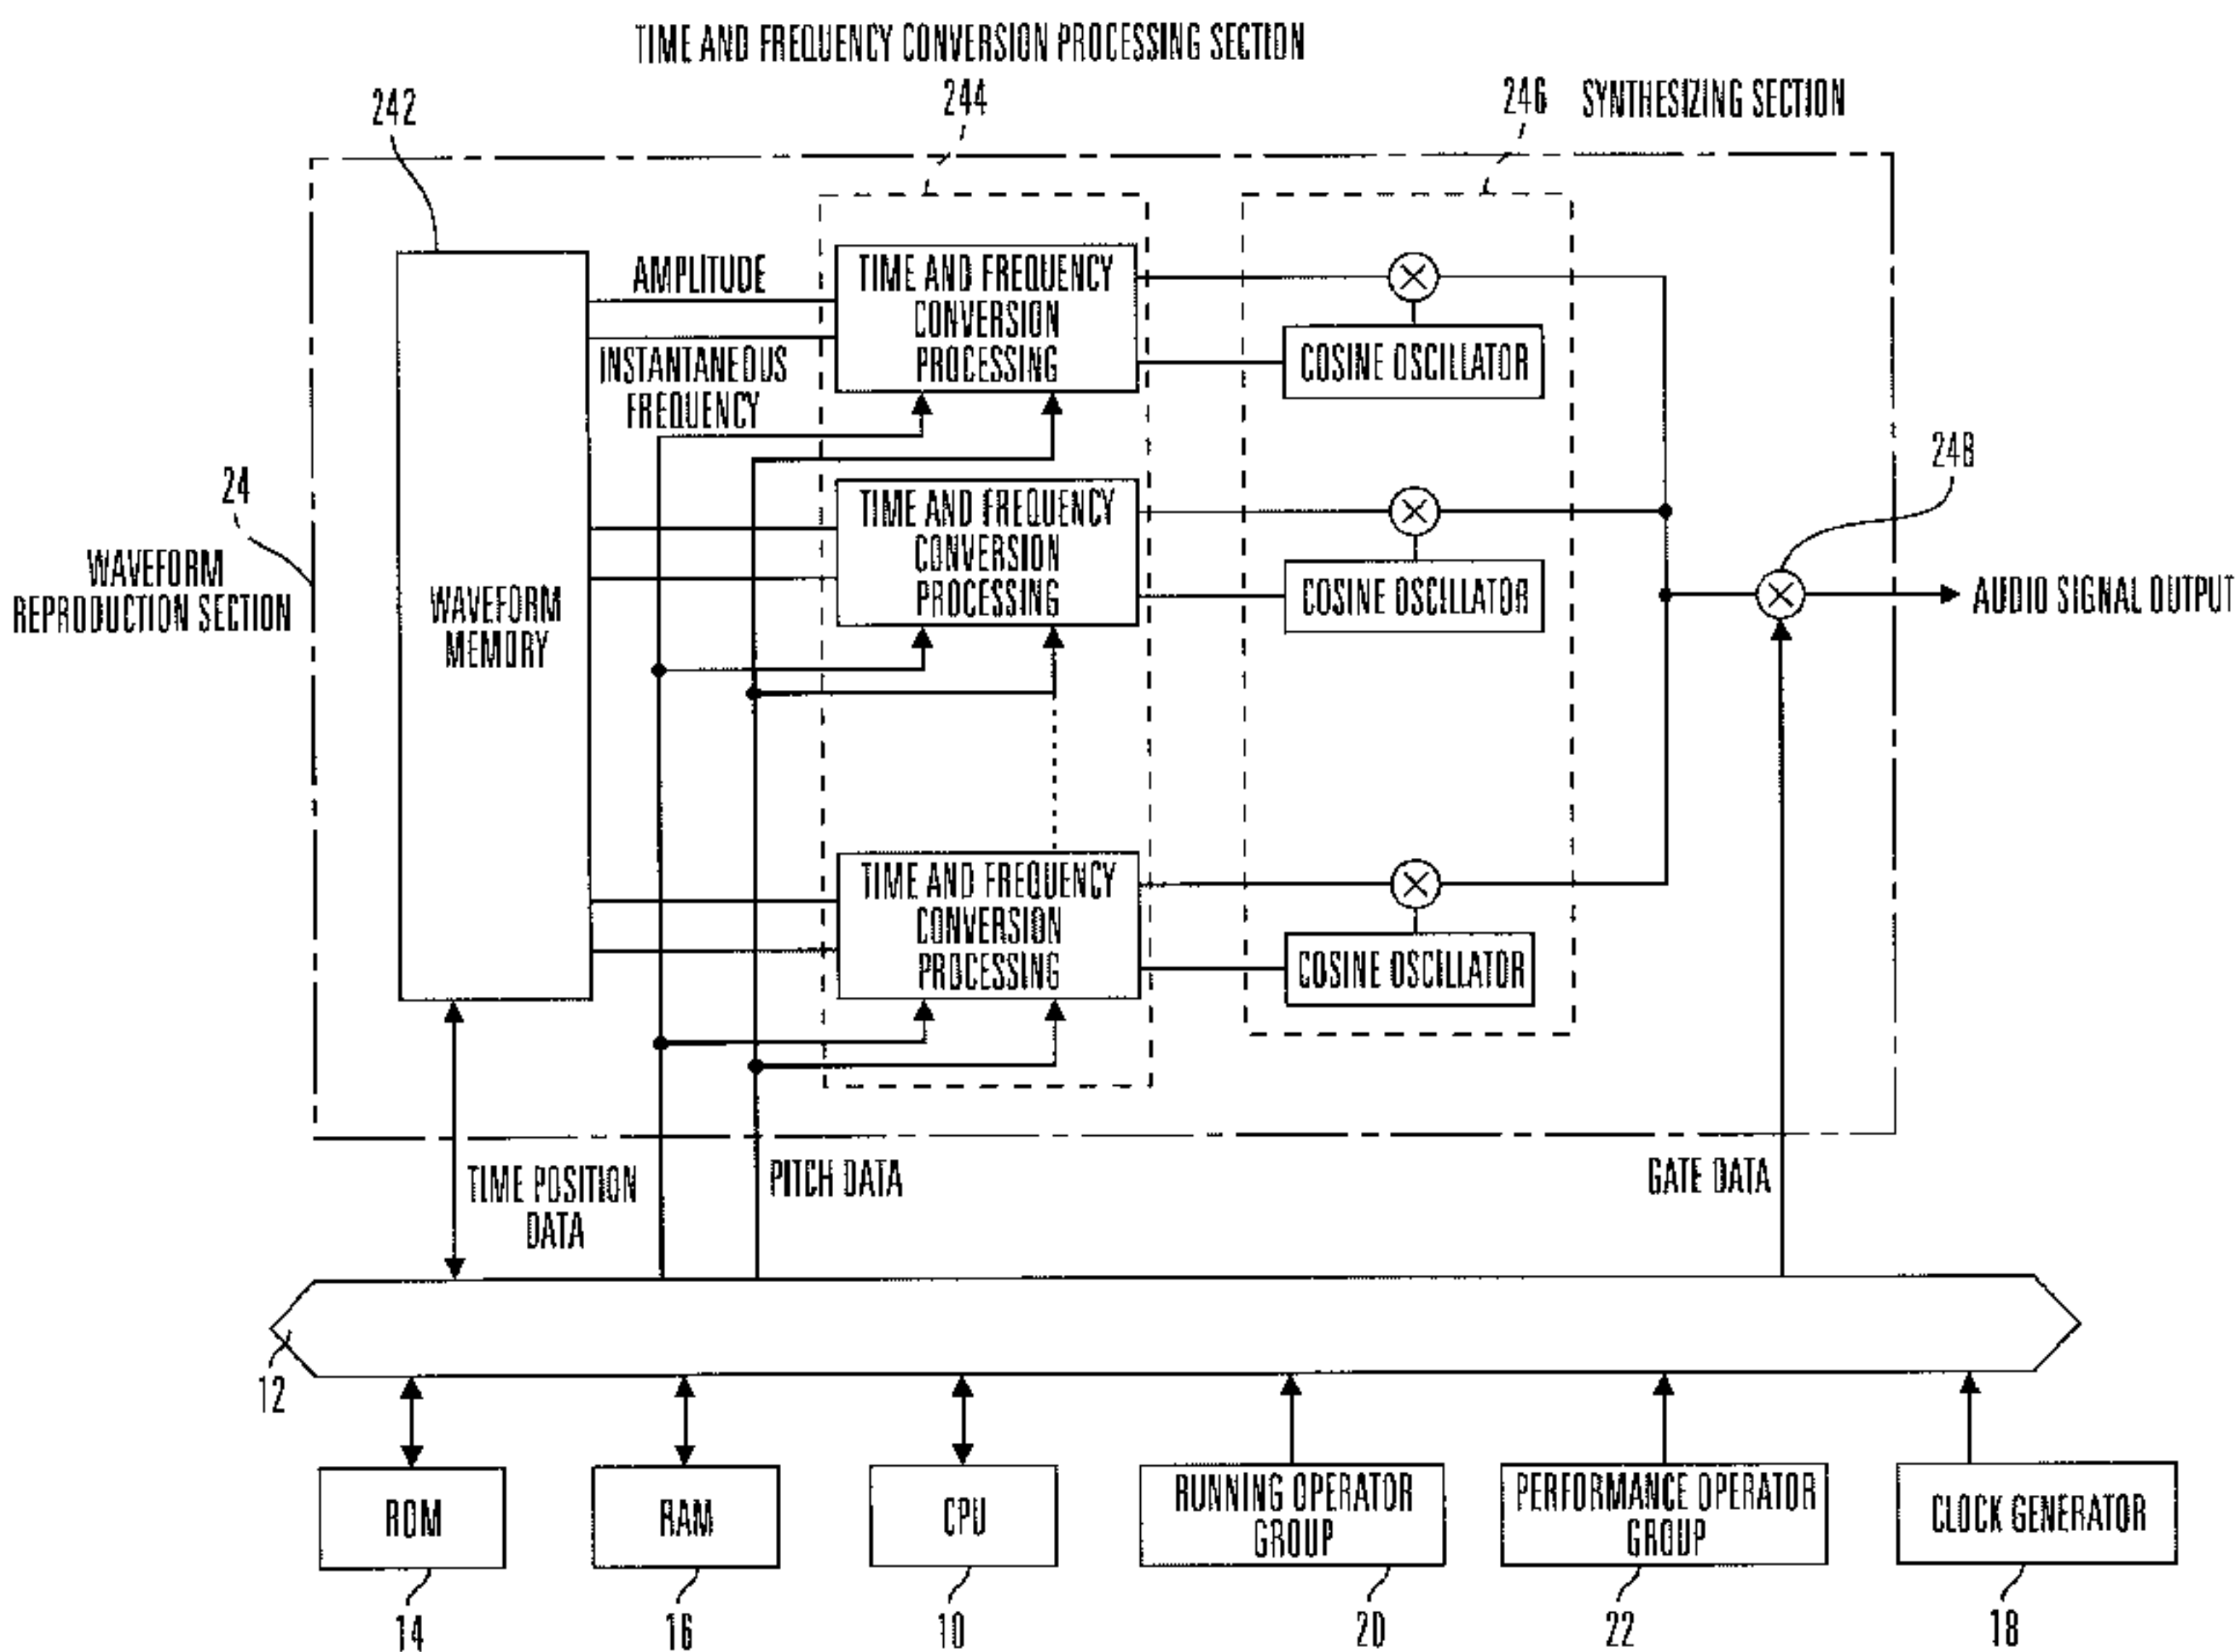 TIME AND FREQUENCY CONVERSION PROCESSING SECTION
242
244
246 SYNTHESIZING SECTION
AMPLITUDE
INSTANTANEOUS
FREQUENCY
TIME AND FREQUENCY
CONVERSION
PROCESSING
COSINE OSCILLATOR
24
WAVEFORM
REPRODUCTION SECTION
WAVEFORM
MEMORY
TIME AND FREQUENCY
CONVERSION
PROCESSING
COSINE OSCILLATOR
248
AUDIO SIGNAL OUTPUT
TIME AND FREQUENCY
CONVERSION
PROCESSING
COSINE OSCILLATOR
TIME POSITION
DATA
PITCH DATA
GATE DATA
12
ROM
RAM
CPU
RUNNING OPERATOR
GROUP
PERFORMANCE OPERATOR
GROUP
CLOCK GENERATOR
14
16
10
20
22
18